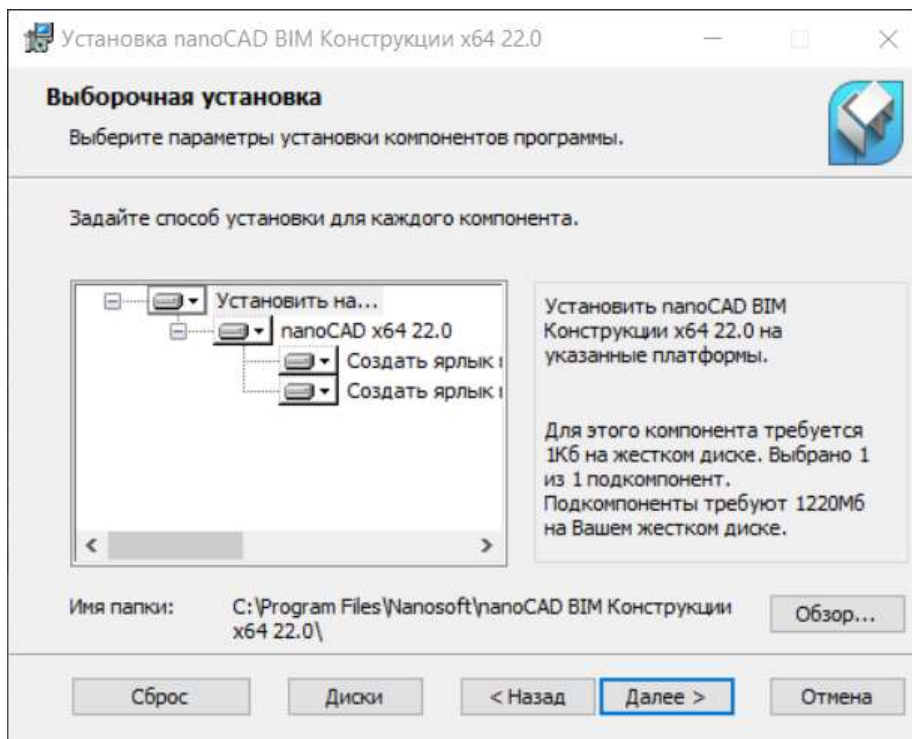 Установка nanoCAD BIM Конструкции x64 22.0
Выборочная установка
Выберите параметры установки компонентов программы.
Задайте способ установки для каждого компонента.
Установить на...
nanoCAD x64 22.0
Создать ярлык
Создать ярлык
Установить nanoCAD BIM
Конструкции x64 22.0 на
указанные платформы.
Для этого компонента требуется
1Кб на жестком диске. Выбрано 1
из 1 подкомпонент.
Подкомпоненты требуют 1220Мб
на Вашем жестком диске.
Имя папки:
C:\Program Files\Nanosoft\nanoCAD BIM Конструкции
x64 22.0\
Обзор...
Сброс
Диски
< Назад
Далее >
Отмена